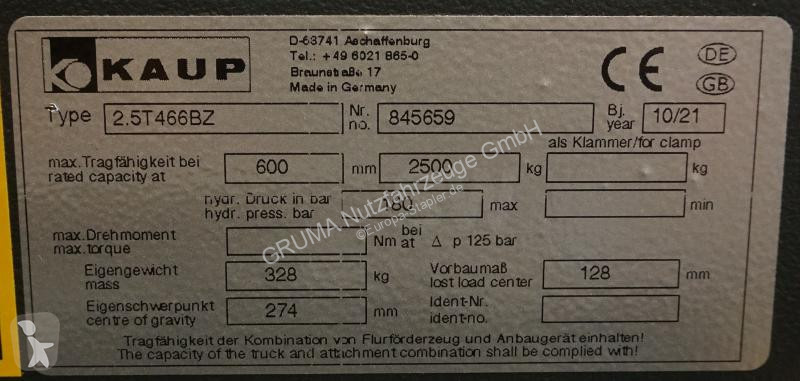 KAUP
D-63741 Aschaffenburg
Tel.: +49 6021 865-0
Braunstraße 17
Made in Germany
CE
DE
GB
Type 2.5T466BZ Nr. no. 845659 Bj. year 10/21
als Klammer/for clamp
max.Tragfähigkeit bei
rated capacity at 600 mm 2500 kg kg
hydr. Druck in bar
hydr. press. bar 180 max min
max.Drehmoment
max.torque Nm bei at Δ p 125 bar
Eigengewicht
mass 328 kg Vorbaumaß
lost load center 128 mm
Eigenschwerpunkt
centre of gravity 274 mm Ident-Nr.
ident-no.
Tragfähigkeit der Kombination von Flurförderzeug und Anbaugerät einhalten!
The capacity of the truck and attachment combination shall be complied with!
GRUMA Nutzfahrzeuge GmbH
©Europa-Stapler.de